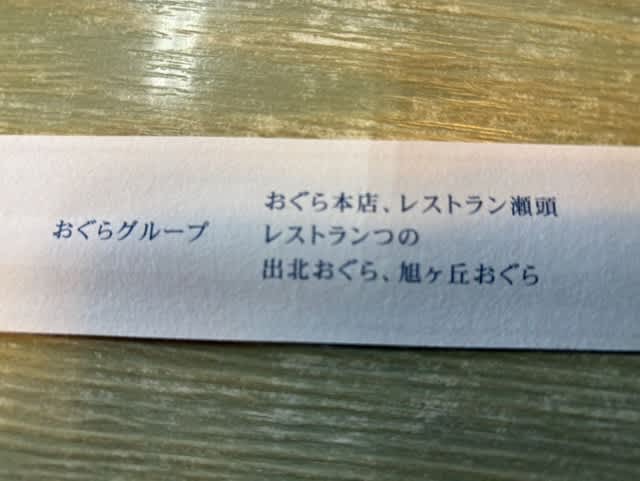 おぐらグループ
おぐら本店、レストラン瀬頭
レストランつの
出北おぐら、旭ヶ丘おぐら